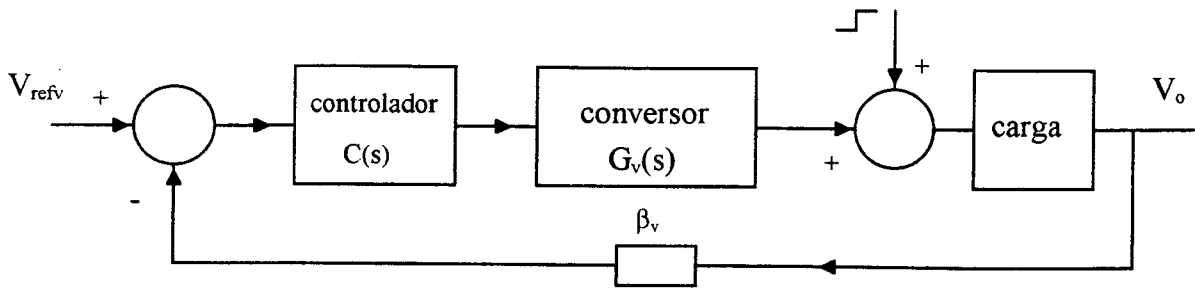 V_refv
+
-
controlador
C(s)
conversor
G_v(s)
+
+
carga
V_o
β_v